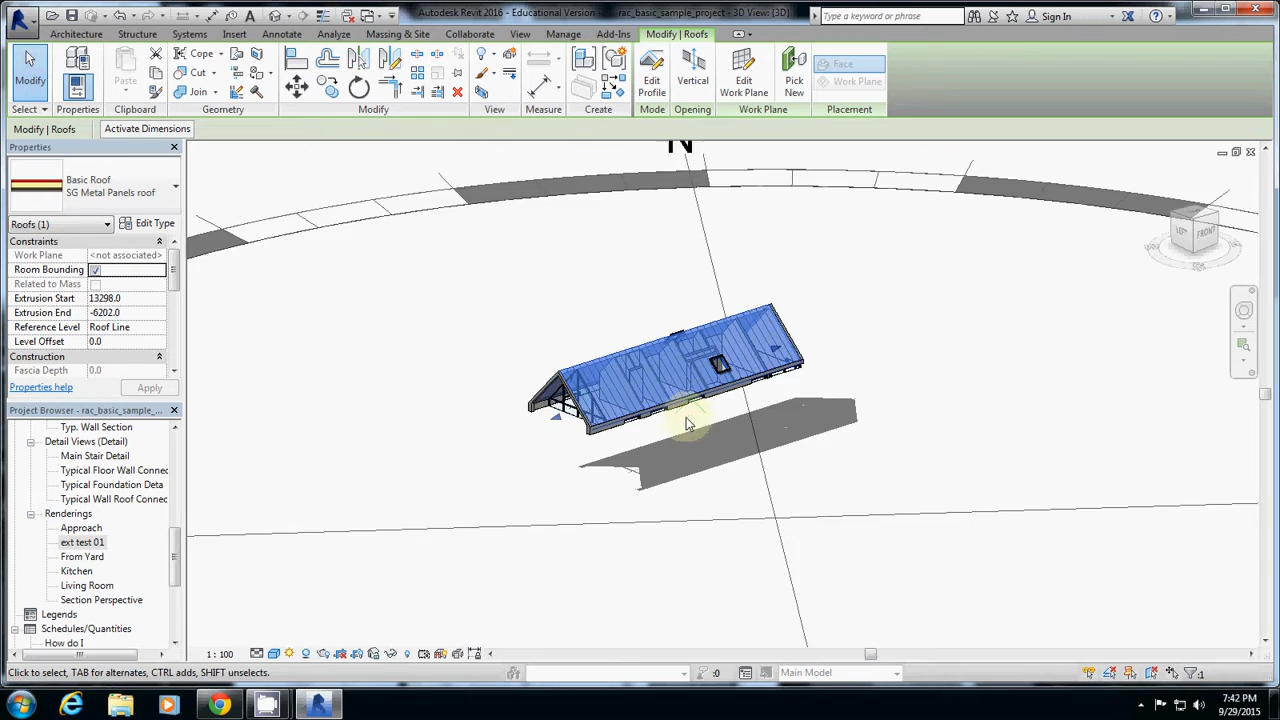 Autodesk Revit 2016 - Educational Version - rac_basic_sample_project - 3D View: {3D}
Type a keyword or phrase
Sign In
Architecture Structure Systems Insert Annotate Analyze Massing & Site Collaborate View Manage Add-Ins Modify | Roofs
Modify
Paste
Cope
Cut
Join
Edit Profile
Vertical
Edit Work Plane
Pick New
Face
Work Plane
Select Properties Clipboard Geometry Modify View Measure Create Mode Opening Work Plane Placement
Modify | Roofs Activate Dimensions
Properties
Basic Roof
SG Metal Panels roof
Roofs (1) Edit Type
Constraints
Work Plane <not associated>
Room Bounding
Related to Mass
Extrusion Start 13298.0
Extrusion End -6202.0
Reference Level Roof Line
Level Offset 0.0
Construction
Fascia Depth 0.0
Properties help Apply
Project Browser - rac_basic_sample_...
Typ. Wall Section
Detail Views (Detail)
Main Stair Detail
Typical Floor Wall Connec
Typical Foundation Deta
Typical Wall Roof Connec
Renderings
Approach
ext test 01
From Yard
Kitchen
Living Room
Section Perspective
Legends
Schedules/Quantities
How do I
N
LEFT FRONT
1 : 100
Click to select, TAB for alternates, CTRL adds, SHIFT unselects.
:0
Main Model
:1
7:42 PM
9/29/2015